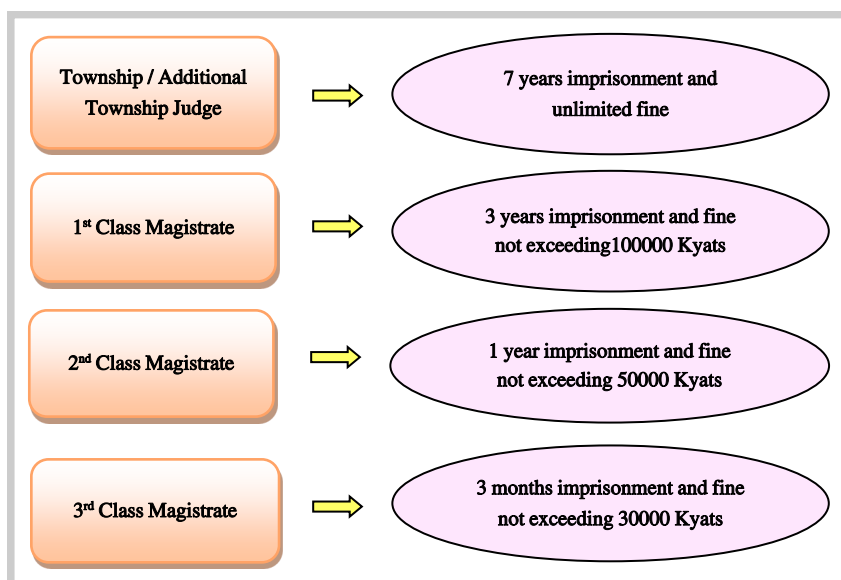 Township / Additional
Township Judge
7 years imprisonment and
unlimited fine
1st Class Magistrate
3 years imprisonment and fine
not exceeding100000 Kyats
2nd Class Magistrate
1 year imprisonment and fine
not exceeding 50000 Kyats
3rd Class Magistrate
3 months imprisonment and fine
not exceeding 30000 Kyats